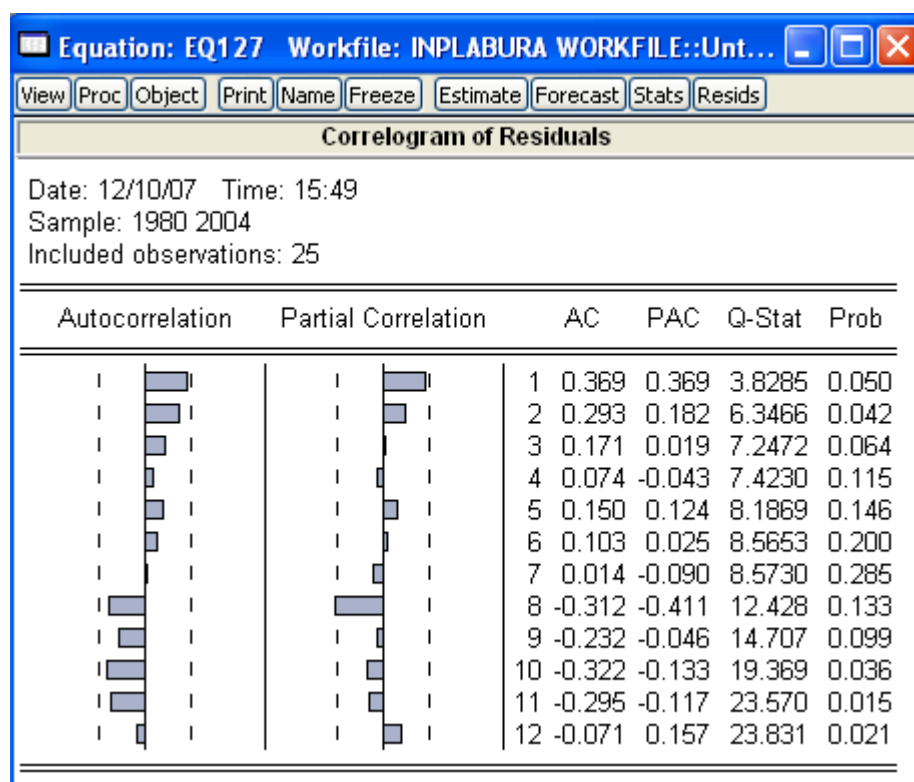 Equation: EQ127 Workfile: INPLABURA WORKFILE::Unt...
View Proc Object Print Name Freeze Estimate Forecast Stats Resids
Correlogram of Residuals
Date: 12/10/07 Time: 15:49
Sample: 1980 2004
Included observations: 25
Autocorrelation Partial Correlation AC PAC Q-Stat Prob
1 0.369 0.369 3.8285 0.050
2 0.293 0.182 6.3466 0.042
3 0.171 0.019 7.2472 0.064
4 0.074 -0.043 7.4230 0.115
5 0.150 0.124 8.1869 0.146
6 0.103 0.025 8.5653 0.200
7 0.014 -0.090 8.5730 0.285
8 -0.312 -0.411 12.428 0.133
9 -0.232 -0.046 14.707 0.099
10 -0.322 -0.133 19.369 0.036
11 -0.295 -0.117 23.570 0.015
12 -0.071 0.157 23.831 0.021